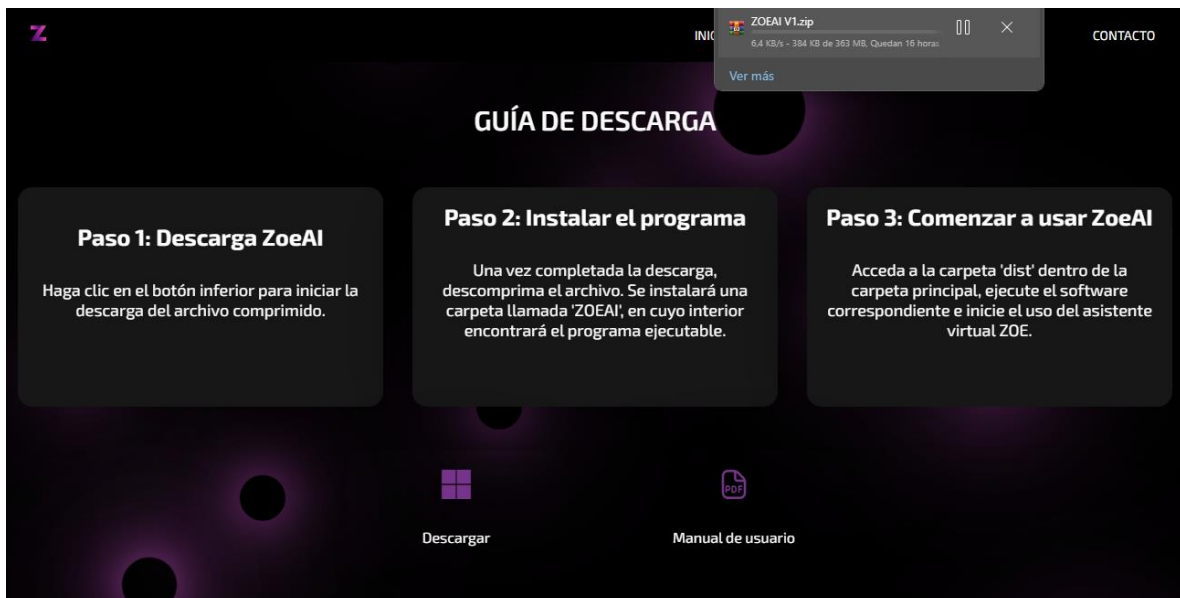 Z
INIC
ZOEAI V1.zip
6,4 KB/s - 384 KB de 363 MB, Quedan 16 horas
Ver más
CONTACTO
GUÍA DE DESCARGA
Paso 1: Descarga ZoeAI
Haga clic en el botón inferior para iniciar la
descarga del archivo comprimido.
Paso 2: Instalar el programa
Una vez completada la descarga,
descomprima el archivo. Se instalará una
carpeta llamada 'ZOEAI', en cuyo interior
encontrará el programa ejecutable.
Paso 3: Comenzar a usar ZoeAI
Acceda a la carpeta 'dist' dentro de la
carpeta principal, ejecute el software
correspondiente e inicie el uso del asistente
virtual ZOE.
Descargar
PDF
Manual de usuario